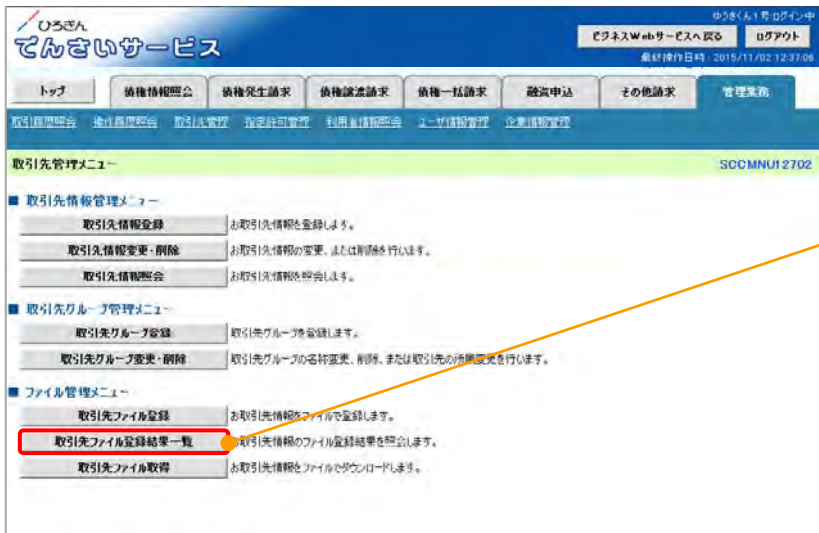 ゆうぎん1号:ログイン中
ひろぎん
でんさいサービス
ビジネスWebサービスへ戻る ログアウト
最終操作日時:2015/11/02 12:37:06
トップ 債権情報照会 債権発生請求 債権譲渡請求 債権一括請求 融資申込 その他請求 管理業務
取引履歴照会 操作履歴照会 取引先管理 指定許可管理 利用者情報照会 ユーザ情報管理 企業情報管理
取引先管理メニュー SCCMNU12702
■ 取引先情報管理メニュー
取引先情報登録 お取引先情報を登録します。
取引先情報変更・削除 お取引先情報の変更、または削除を行います。
取引先情報照会 お取引先情報を照会します。
■ 取引先グループ管理メニュー
取引先グループ登録 取引先グループを登録します。
取引先グループ変更・削除 取引先グループの名称変更、削除、または取引先の所属変更を行います。
■ ファイル管理メニュー
取引先ファイル登録 お取引先情報をファイルで登録します。
取引先ファイル登録結果一覧 お取引先情報のファイル登録結果を照会します。
取引先ファイル取得 お取引先情報をファイルでダウンロードします。